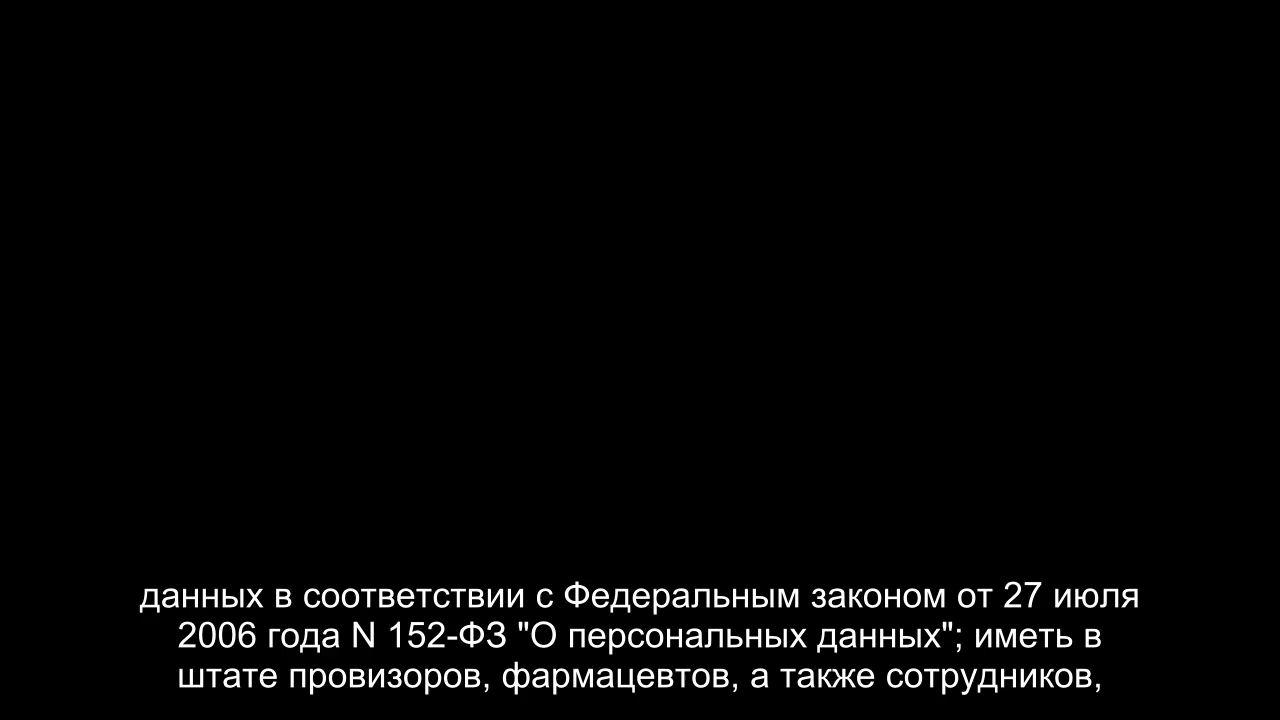 данных в соответствии с Федеральным законом от 27 июля
2006 года N 152-ФЗ "О персональных данных"; иметь в
штате провизоров, фармацевтов, а также сотрудников,